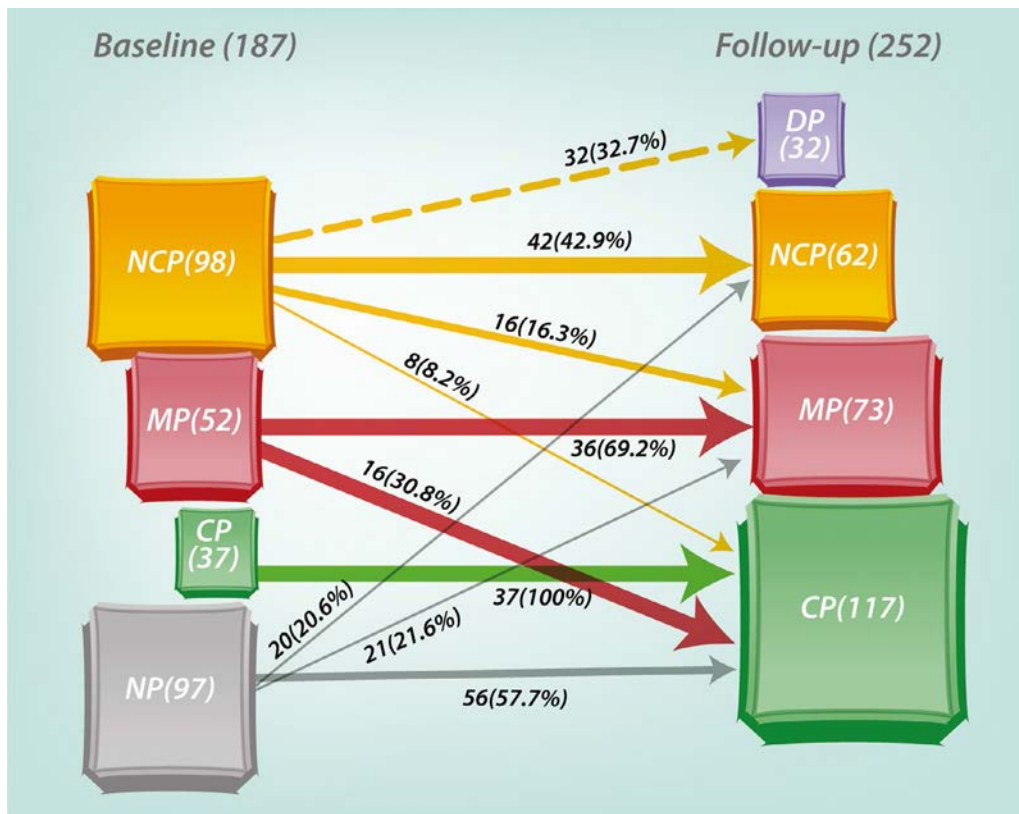 Baseline (187)
Follow-up (252)
DP
(32)
32(32.7%)
NCP(98)
42(42.9%)
NCP(62)
16(16.3%)
8(8.2%)
MP(52)
MP(73)
36(69.2%)
16(30.8%)
CP
(37)
37(100%)
CP(117)
20(20.6%)
21(21.6%)
NP(97)
56(57.7%)